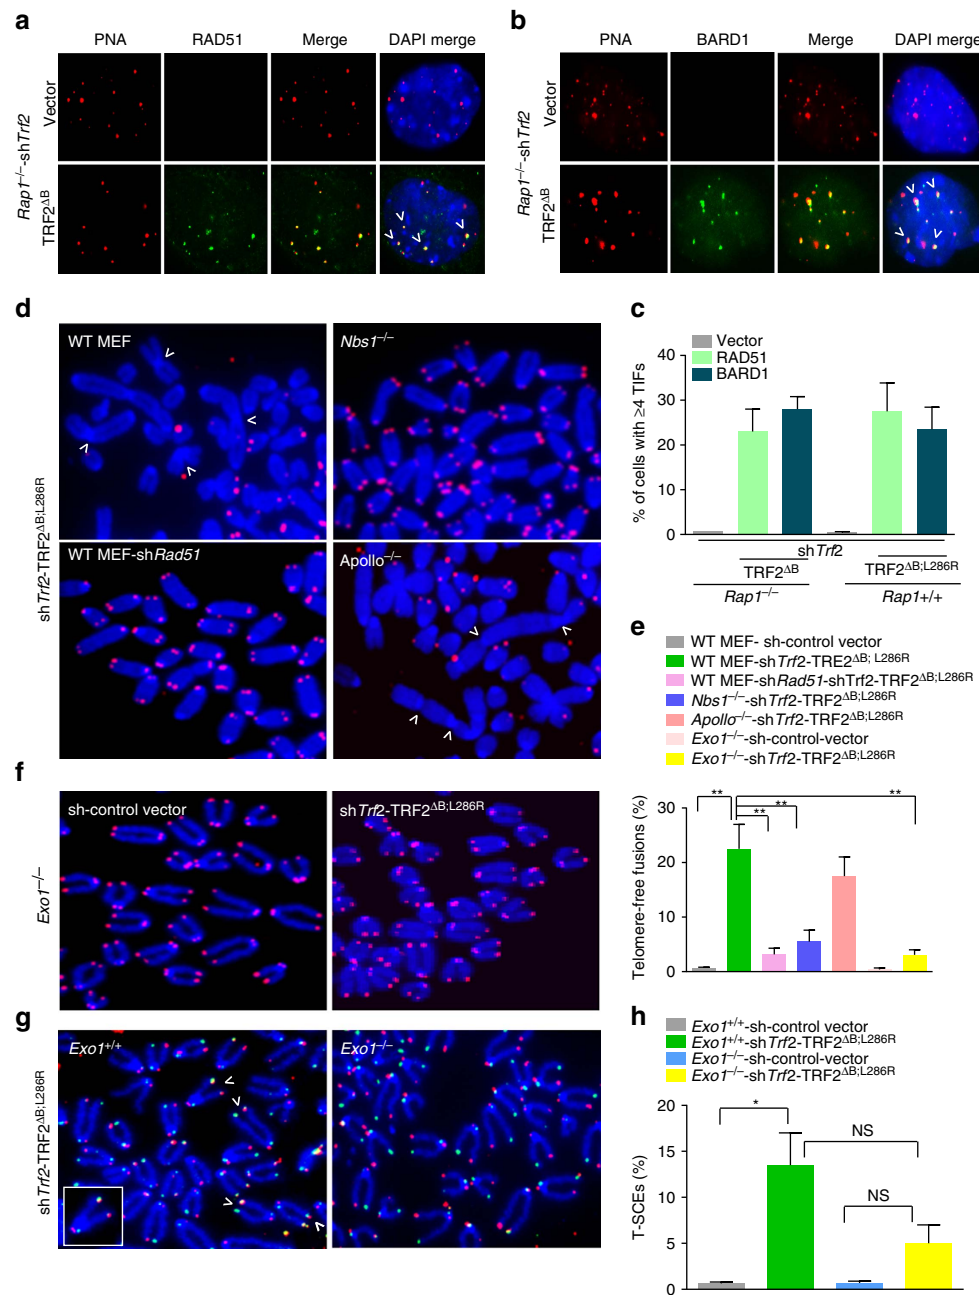 a
PNA RAD51 Merge DAPI merge
Rap1–/–-shTrf2
Vector
TRF2ΔB
b
PNA BARD1 Merge DAPI merge
Rap1–/–-shTrf2
Vector
TRF2ΔB
d
shTrf2-TRF2ΔB;L286R
WT MEF
Nbs1–/–
WT MEF-shRad51
Apollo–/–
c
Vector
RAD51
BARD1
% of cells with ≥4 TIFs
40
30
20
10
0
shTrf2
TRF2ΔB TRF2ΔB;L286R
Rap1–/– Rap1+/+
e
WT MEF- sh-control vector
WT MEF-shTrf2-TRE2ΔB; L286R
WT MEF-shRad51-shTrf2-TRF2ΔB;L286R
Nbs1–/–-shTrf2-TRF2ΔB;L286R
Apollo–/–-shTrf2-TRF2ΔB;L286R
Exo1–/–-sh-control-vector
Exo1–/–-shTrf2-TRF2ΔB;L286R
Telomere-free fusions (%)
30
20
10
0
** ** ** **
f
Exo1–/–
sh-control vector
shTrf2-TRF2ΔB;L286R
g
shTrf2-TRF2ΔB;L286R
Exo1+/+
Exo1–/–
h
Exo1+/+-sh-control vector
Exo1+/+-shTrf2-TRF2ΔB;L286R
Exo1–/–-sh-control-vector
Exo1–/–-shTrf2-TRF2ΔB;L286R
T-SCEs (%)
20
15
10
5
0
*
NS
NS